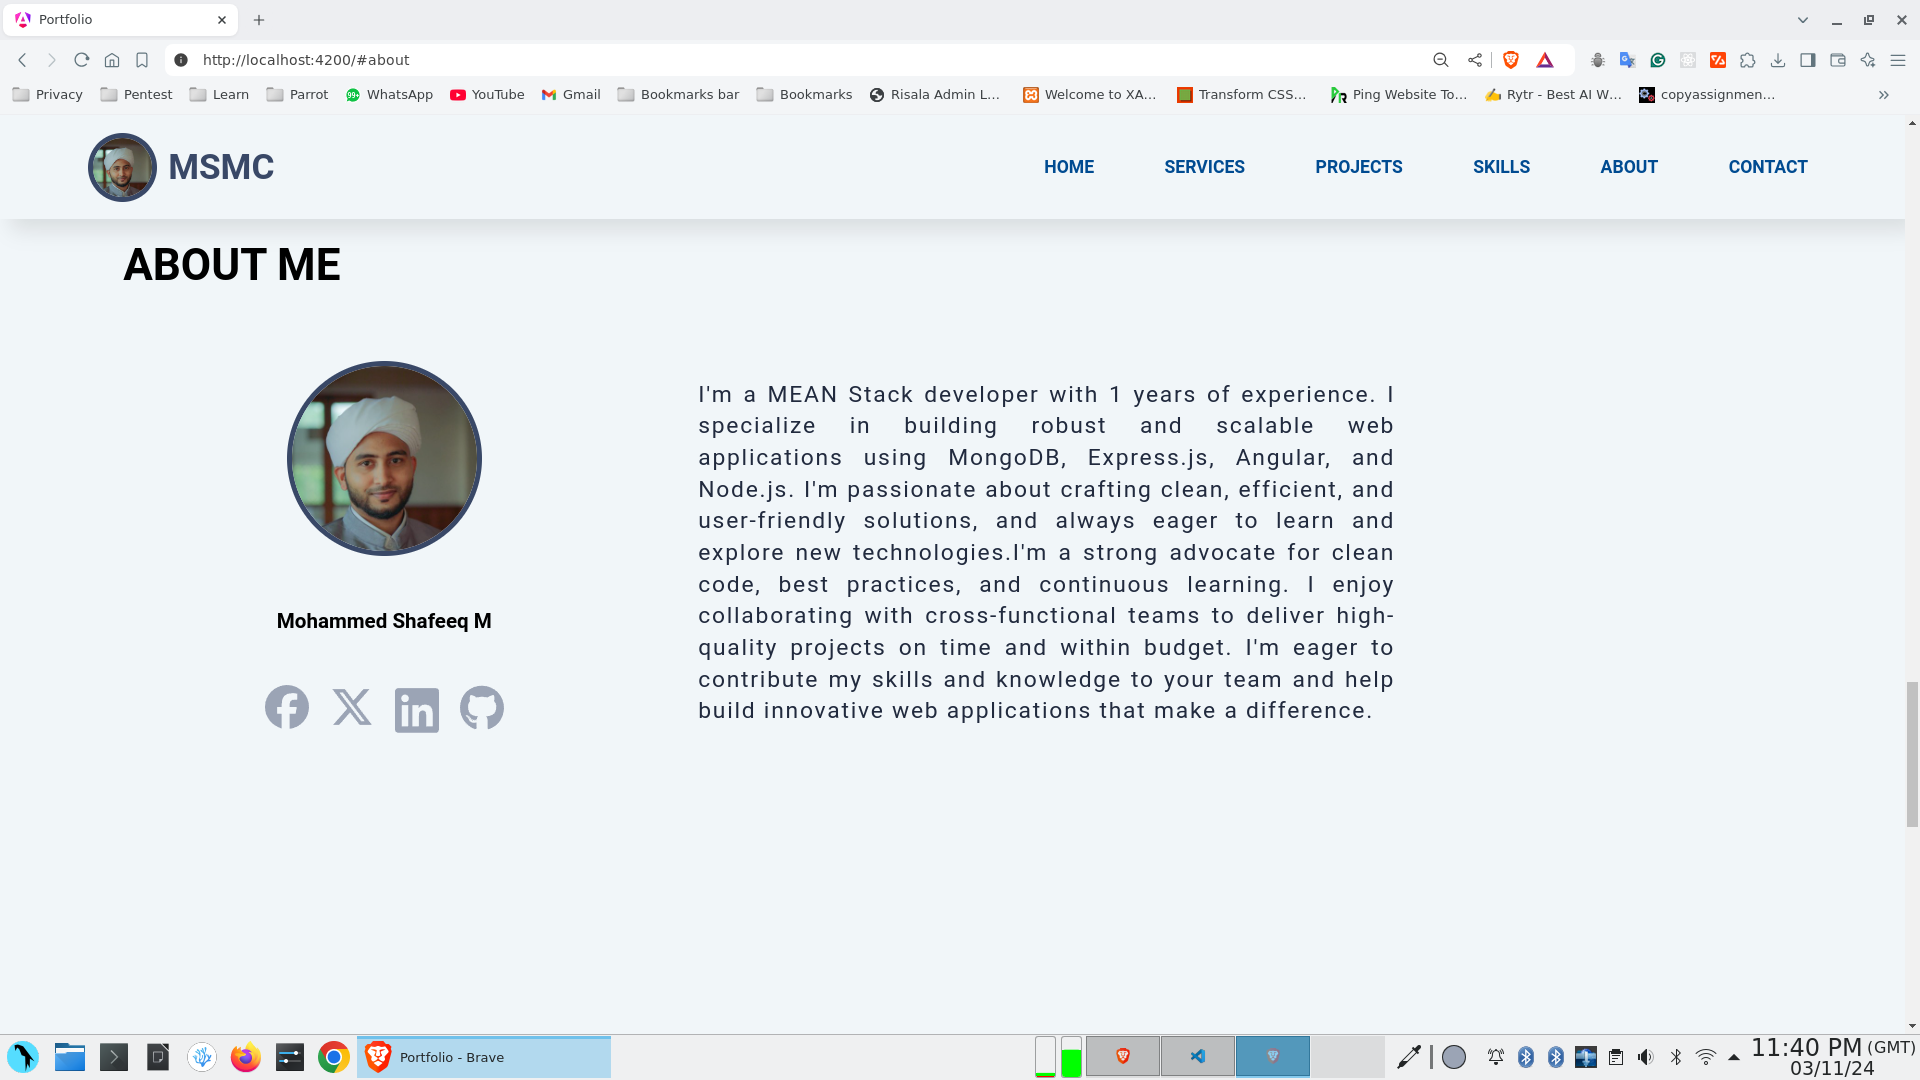 Portfolio
http://localhost:4200/#about
Privacy Pentest Learn Parrot WhatsApp YouTube Gmail Bookmarks bar Bookmarks Risala Admin L... Welcome to XA... Transform CSS... Ping Website To... Rytr - Best AI W... copyassignmen...
MSMC HOME SERVICES PROJECTS SKILLS ABOUT CONTACT
ABOUT ME
Mohammed Shafeeq M
I'm a MEAN Stack developer with 1 years of experience. I
specialize in building robust and scalable web
applications using MongoDB, Express.js, Angular, and
Node.js. I'm passionate about crafting clean, efficient, and
user-friendly solutions, and always eager to learn and
explore new technologies.I'm a strong advocate for clean
code, best practices, and continuous learning. I enjoy
collaborating with cross-functional teams to deliver high-
quality projects on time and within budget. I'm eager to
contribute my skills and knowledge to your team and help
build innovative web applications that make a difference.
Portfolio - Brave
11:40 PM (GMT)
03/11/24